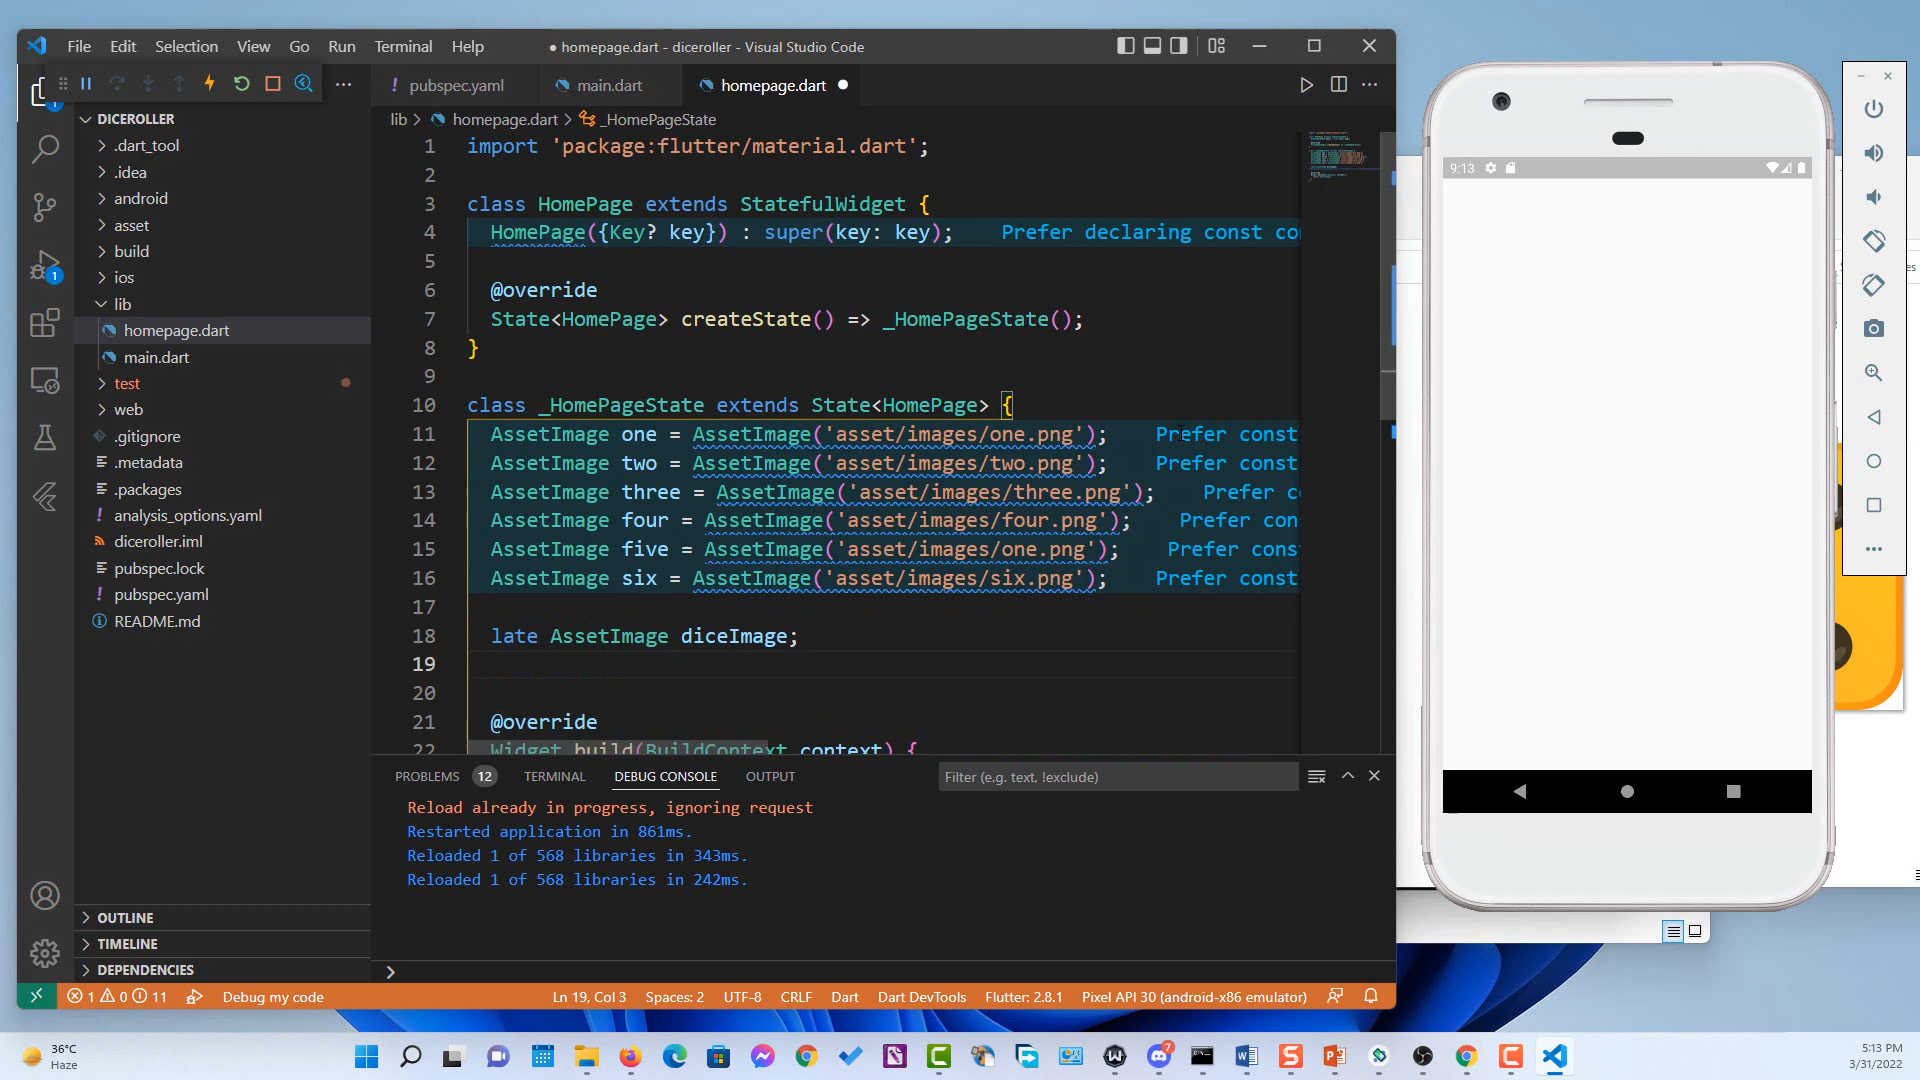 File Edit Selection View Go Run Terminal Help
● homepage.dart - diceroller - Visual Studio Code
! pubspec.yaml
main.dart
homepage.dart ●
DICEROLLER
.dart_tool
.idea
android
asset
build
ios
lib
homepage.dart
main.dart
test
web
.gitignore
.metadata
.packages
! analysis_options.yaml
diceroller.iml
pubspec.lock
! pubspec.yaml
README.md
OUTLINE
TIMELINE
DEPENDENCIES
1
1
lib > homepage.dart > _HomePageState
1 import 'package:flutter/material.dart';
2
3 class HomePage extends StatefulWidget {
4 HomePage({Key? key}) : super(key: key); Prefer declaring const co
5
6 @override
7 State<HomePage> createState() => _HomePageState();
8 }
9
10 class _HomePageState extends State<HomePage> {
11 AssetImage one = AssetImage('asset/images/one.png'); Prefer const
12 AssetImage two = AssetImage('asset/images/two.png'); Prefer const
13 AssetImage three = AssetImage('asset/images/three.png'); Prefer c
14 AssetImage four = AssetImage('asset/images/four.png'); Prefer con
15 AssetImage five = AssetImage('asset/images/one.png'); Prefer cons
16 AssetImage six = AssetImage('asset/images/six.png'); Prefer const
17
18 late AssetImage diceImage;
19
20
21 @override
22 Widget build(BuildContext context) {
PROBLEMS 12 TERMINAL DEBUG CONSOLE OUTPUT
Filter (e.g. text, !exclude)
Reload already in progress, ignoring request
Restarted application in 861ms.
Reloaded 1 of 568 libraries in 343ms.
Reloaded 1 of 568 libraries in 242ms.
1 0 11 Debug my code
Ln 19, Col 3 Spaces: 2 UTF-8 CRLF Dart Dart DevTools Flutter: 2.8.1 Pixel API 30 (android-x86 emulator)
9:13
es
36°C
Haze
7
5:13 PM
3/31/2022